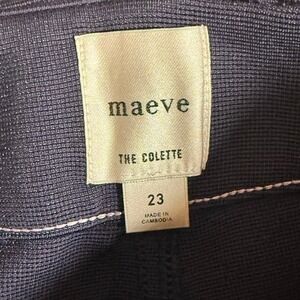 maeve
THE COLETTE
23
MADE IN
CAMBODIA